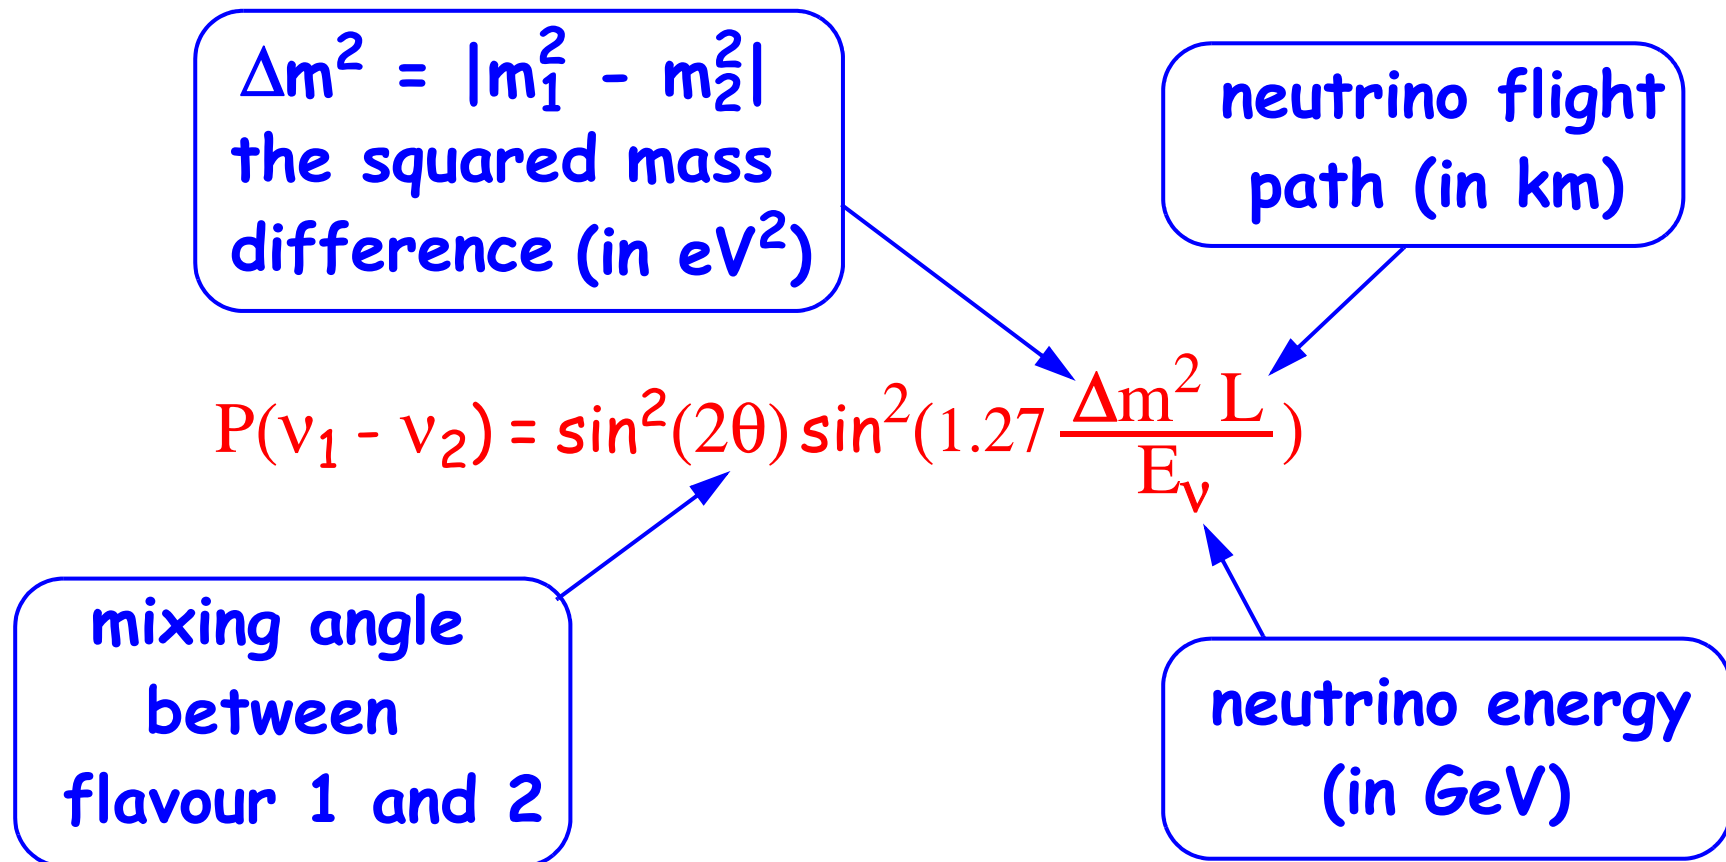 Δm² = |m₁² - m₂²|
the squared mass
difference (in eV²)
neutrino flight
path (in km)
P(ν₁ - ν₂) = sin²(2θ) sin²(1.27 Δm² L / Eν)
mixing angle
between
flavour 1 and 2
neutrino energy
(in GeV)